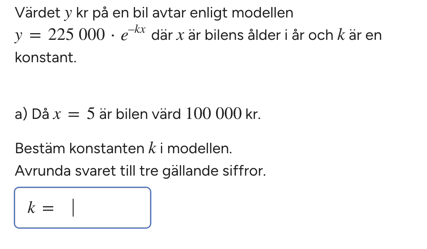 Värdet y kr på en bil avtar enligt modellen
y = 225 000 · e^{–kx} där x är bilens ålder i år och k är en
konstant.
a) Då x = 5 är bilen värd 100 000 kr.
Bestäm konstanten k i modellen.
Avrunda svaret till tre gällande siffror.
k =